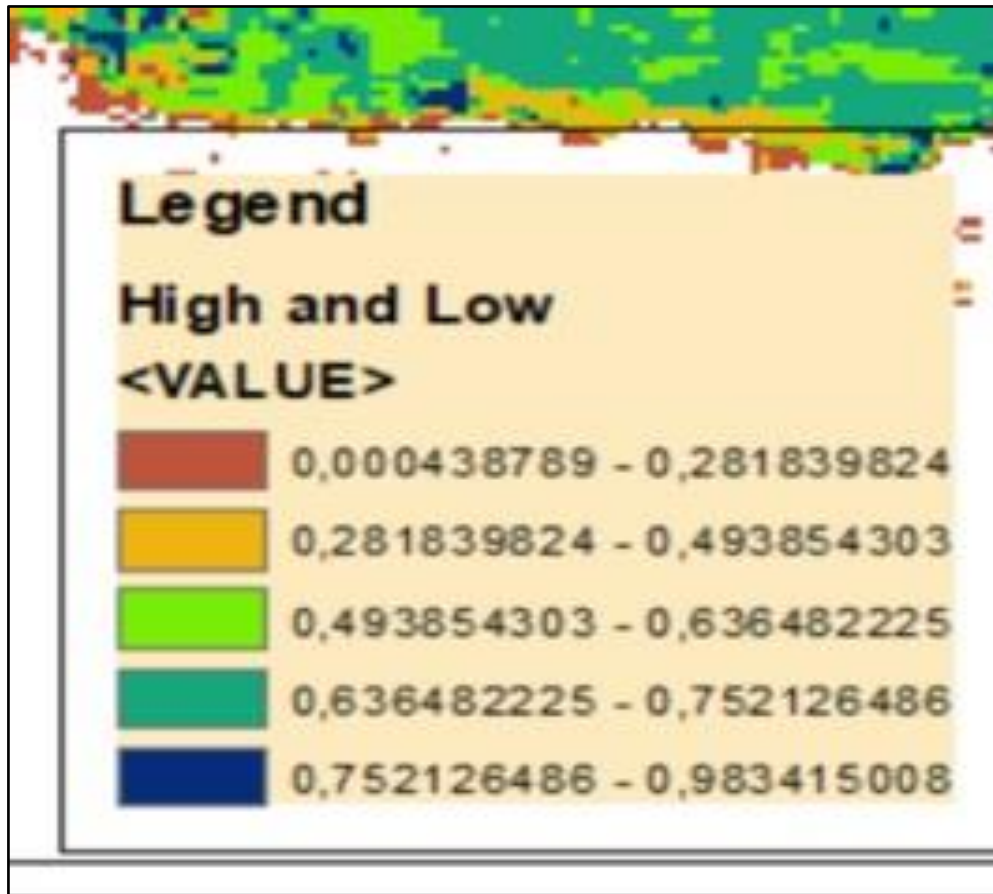 Legend
High and Low
<VALUE>
0,000438789 - 0,281839824
0,281839824 - 0,493854303
0,493854303 - 0,636482225
0,636482225 - 0,752126486
0,752126486 - 0,983415008